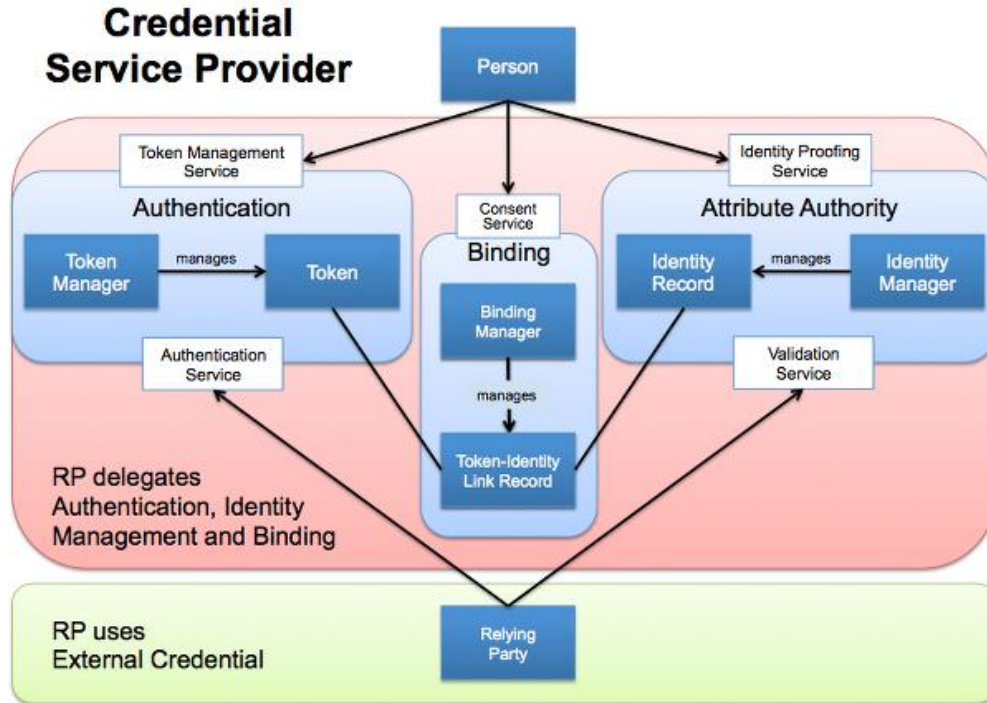 Credential
Service Provider
Person
Token Management
Service
Identity Proofing
Service
Consent
Service
Authentication
Binding
Attribute Authority
Token
Manager
manages
Token
Binding
Manager
manages
Token-Identity
Link Record
Identity
Record
manages
Identity
Manager
Authentication
Service
Validation
Service
RP delegates
Authentication, Identity
Management and Binding
RP uses
External Credential
Relying
Party